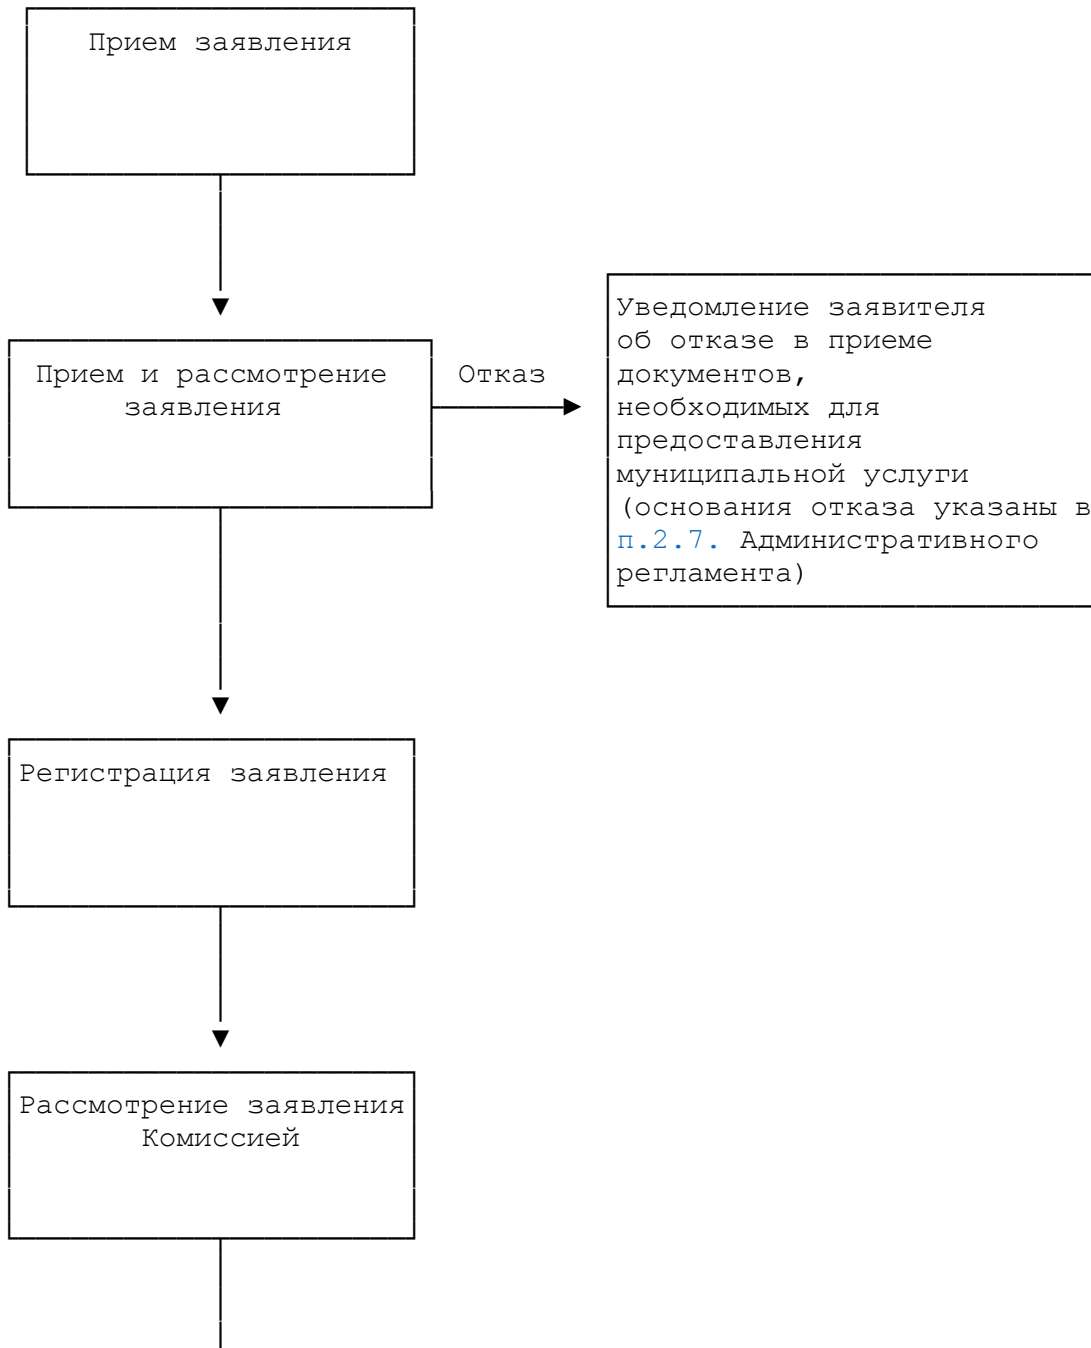 Прием заявления
Прием и рассмотрение
заявления
Отказ
Уведомление заявителя
об отказе в приеме
документов,
необходимых для
предоставления
муниципальной услуги
(основания отказа указаны в
п.2.7. Административного
регламента)
Регистрация заявления
Рассмотрение заявления
Комиссией